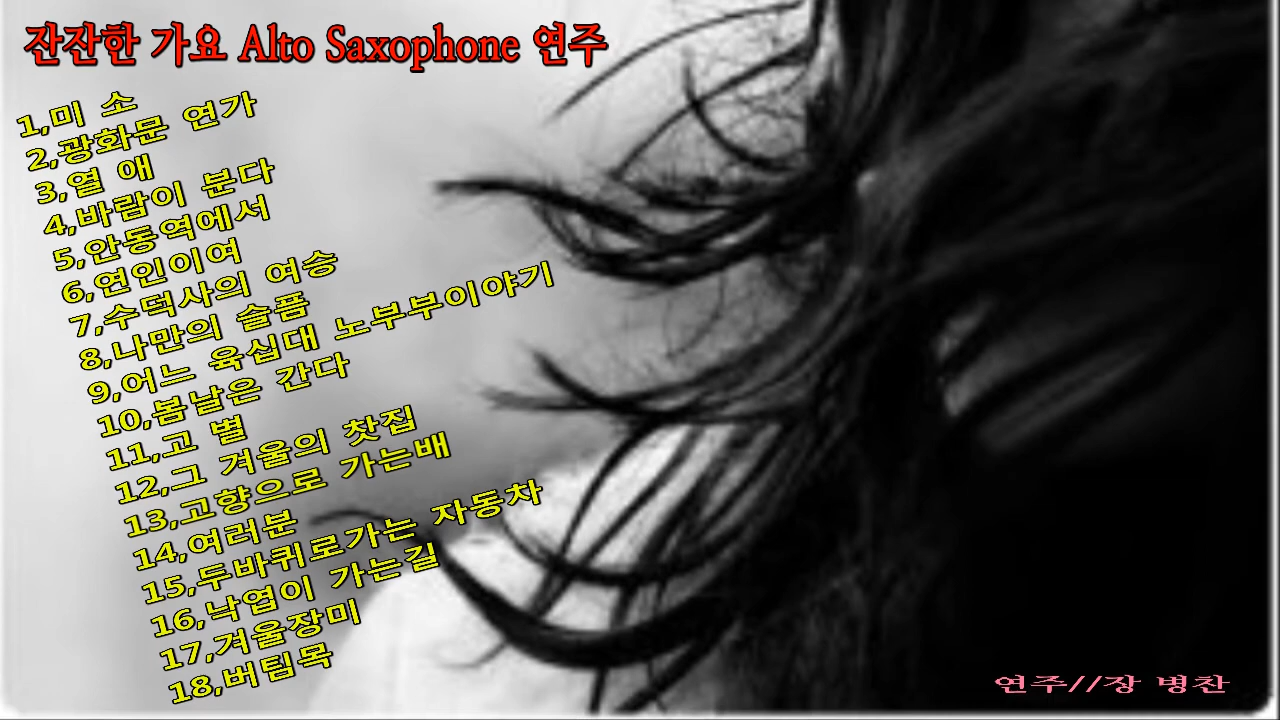 잔잔한 가요 Alto Saxophone 연주
1,미 소
2,광화문 연가
3,열 애
4,바람이 분다
5,안동역에서
6,연인이여
7,수덕사의 여승
8,나만의 슬픔
9,어느 육십대 노부부이야기
10,봄날은 간다
11,고 별
12,그 겨울의 찻집
13,고향으로 가는배
14,여러분
15,두바퀴로가는 자동차
16,낙엽이 가는길
17,겨울장미
18,버팀목
연주//장 병찬